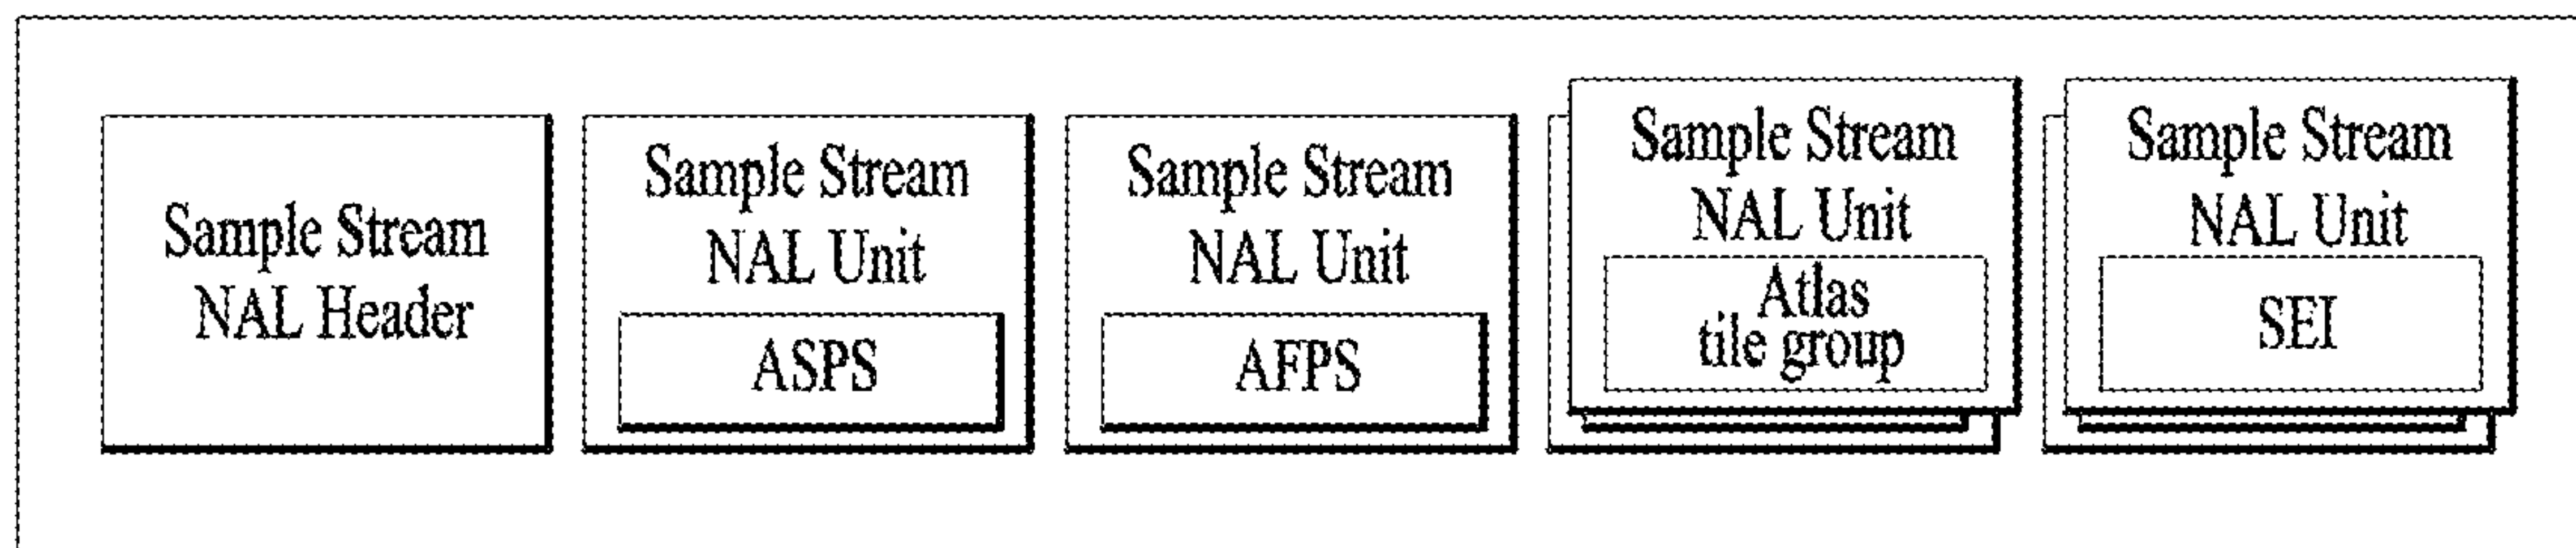 Sample Stream
NAL Header
Sample Stream
NAL Unit
ASPS
Sample Stream
NAL Unit
AFPS
Sample Stream
NAL Unit
Atlas
tile group
Sample Stream
NAL Unit
SEI